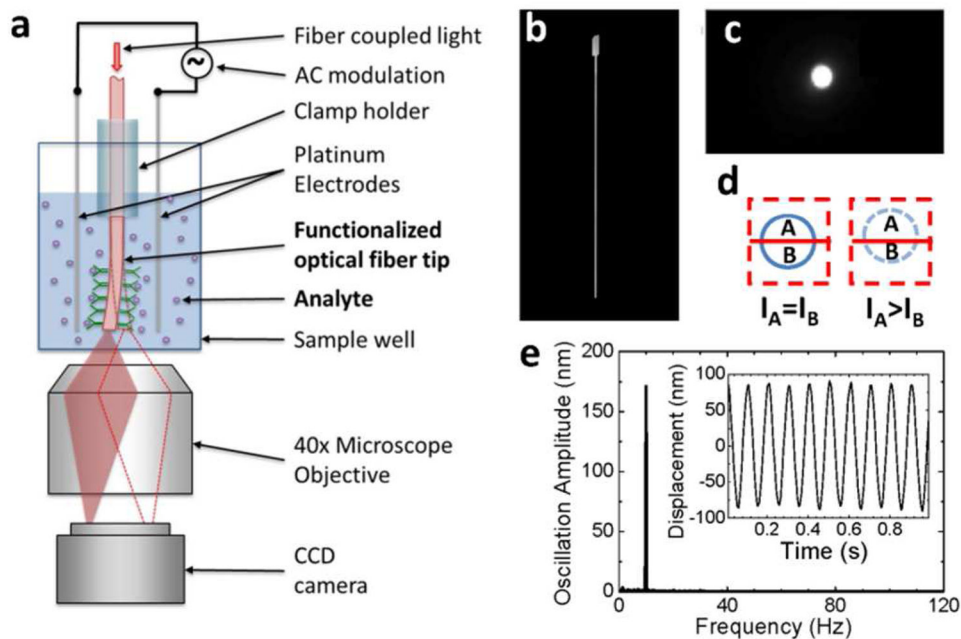 a
Fiber coupled light
AC modulation
~
Clamp holder
Platinum
Electrodes
Functionalized
optical fiber tip
Analyte
Sample well
40x Microscope
Objective
CCD
camera
b
c
d
A
B
A
B
I_A=I_B
I_A>I_B
e
Oscillation Amplitude (nm)
200
150
100
50
0
0 40 80 120
Frequency (Hz)
Displacement (nm)
100
50
0
-50
-100
0.2 0.4 0.6 0.8
Time (s)